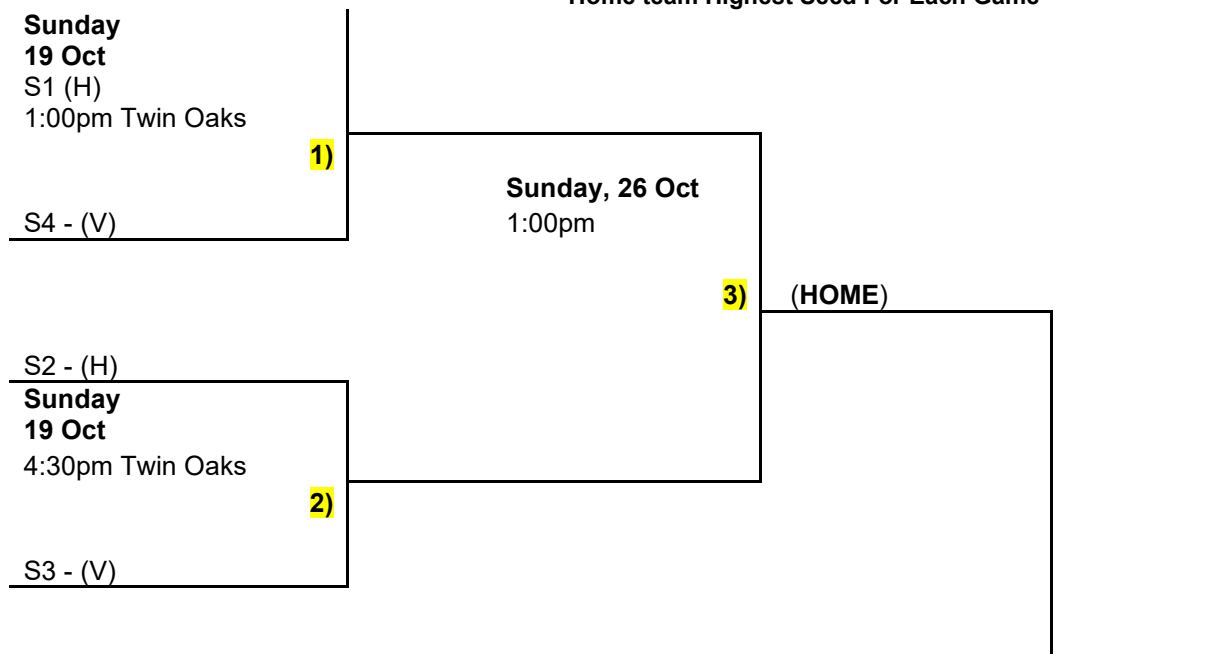 Home team Highest Seed For Each Game
Sunday
19 Oct
S1 (H)
1:00pm Twin Oaks
1)
Sunday, 26 Oct
S4 - (V)
1:00pm
3)
(HOME)
S2 - (H)
Sunday
19 Oct
4:30pm Twin Oaks
2)
S3 - (V)